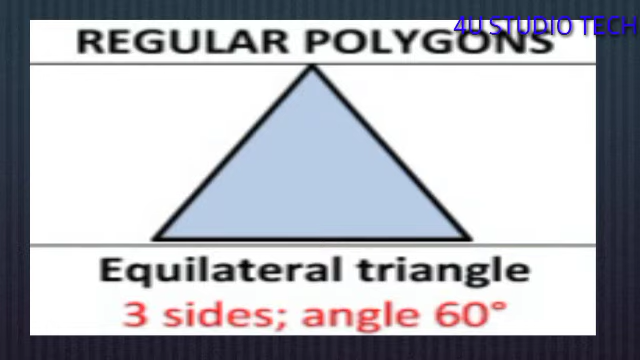 REGULAR POLYGONS
4U STUDIO TECH
Equilateral triangle
3 sides; angle 60°